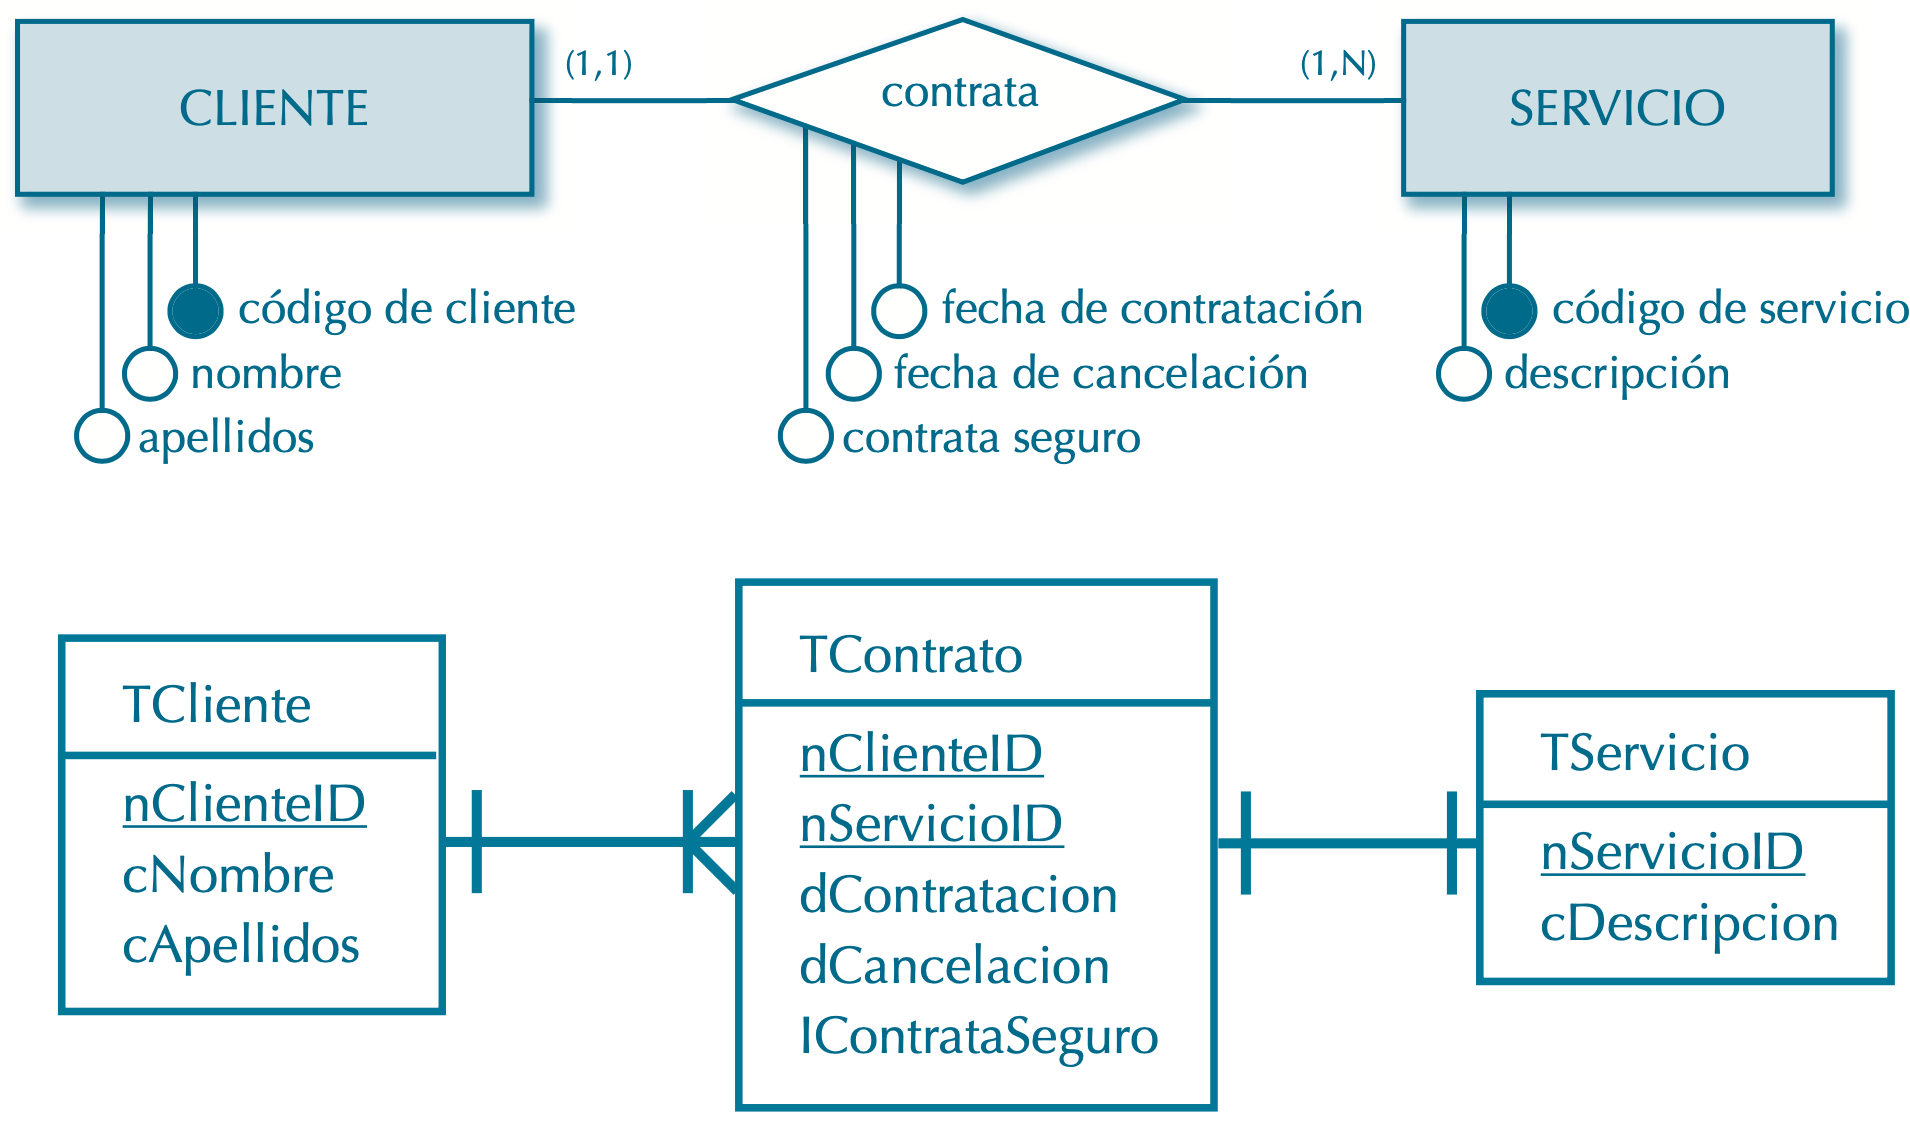 CLIENTE
(1,1)
contrata
(1,N)
SERVICIO
código de cliente
nombre
apellidos
fecha de contratación
fecha de cancelación
contrata seguro
código de servicio
descripción
TCliente
nClienteID
cNombre
cApellidos
TContrato
nClienteID
nServicioID
dContratacion
dCancelacion
lContrataSeguro
TServicio
nServicioID
cDescripcion